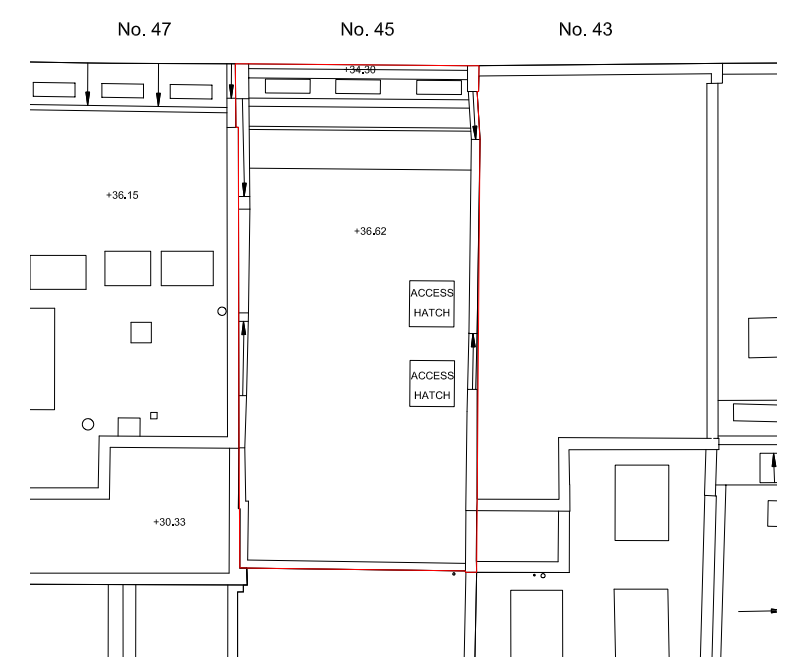 No. 47 No. 45 No. 43
+34.30
+36.15
+36.62
ACCESS
HATCH
ACCESS
HATCH
+30.33